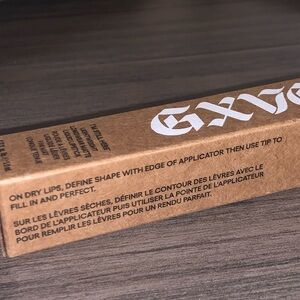 GXVE
ON DRY LIPS, DEFINE SHAPE WITH EDGE OF APPLICATOR THEN USE TIP TO
FILL IN AND PERFECT.
SUR LES LÈVRES SÈCHES, DÉFINIR LE CONTOUR DES LÈVRES AVEC LE
BORD DE L'APPLICATEUR PUIS UTILISER LA POINTE DE L'APPLICATEUR
POUR REMPLIR LES LÈVRES POUR UN RENDU PARFAIT.